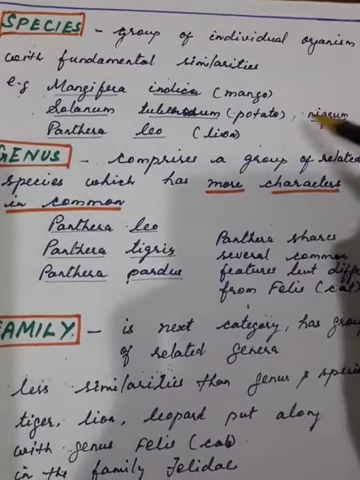 SPECIES - group of individual organism
with fundamental similarities
e.g Mangifera indica (mango)
Solanum tuberosum (potato), nigrum
Panthera leo (lion)
GENUS - comprises a group of related
species which has more characters
in common
Panthera leo
Panthera tigris Panthera shares
several common
Panthera pardus features but diff
from Felis (cat)
FAMILY - is next category, has grou
of related genera
less similarities than genus & speci
tiger, lion, leopard put along
with genus Felis (cat)
in the family Felidae